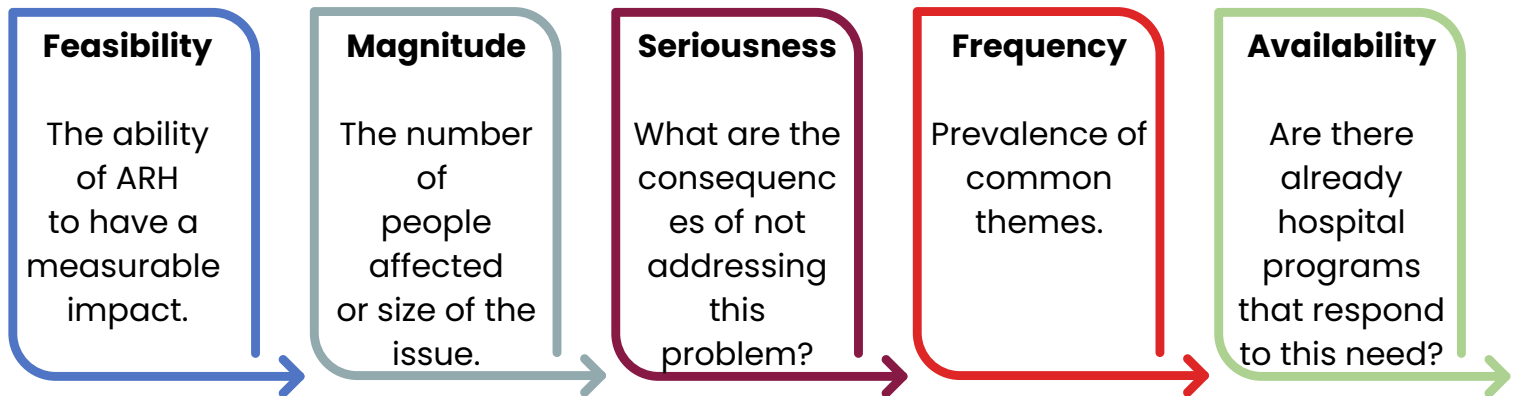 Feasibility
The ability
of ARH
to have a
measurable
impact.
Magnitude
The number
of
people
affected
or size of the
issue.
Seriousness
What are the
consequenc
es of not
addressing
this
problem?
Frequency
Prevalence of
common
themes.
Availability
Are there
already
hospital
programs
that respond
to this need?